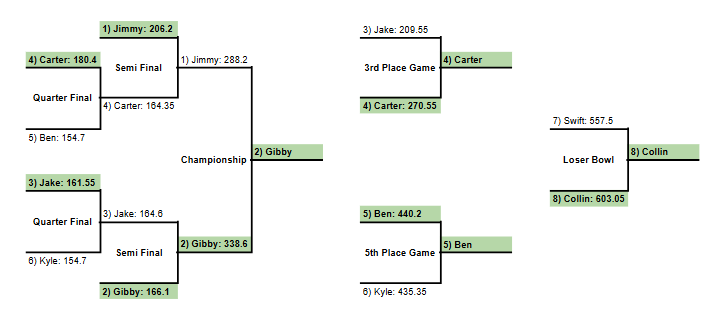 1) Jimmy: 206.2
4) Carter: 180.4
Semi Final
1) Jimmy: 288.2
Quarter Final
4) Carter: 164.35
5) Ben: 154.7
Championship
2) Gibby
3) Jake: 161.55
Quarter Final
3) Jake: 164.6
6) Kyle: 154.7
Semi Final
2) Gibby: 338.6
2) Gibby: 166.1
3) Jake: 209.55
3rd Place Game
4) Carter
4) Carter: 270.55
5) Ben: 440.2
5th Place Game
5) Ben
6) Kyle: 435.35
7) Swift: 557.5
Loser Bowl
8) Collin
8) Collin: 603.05